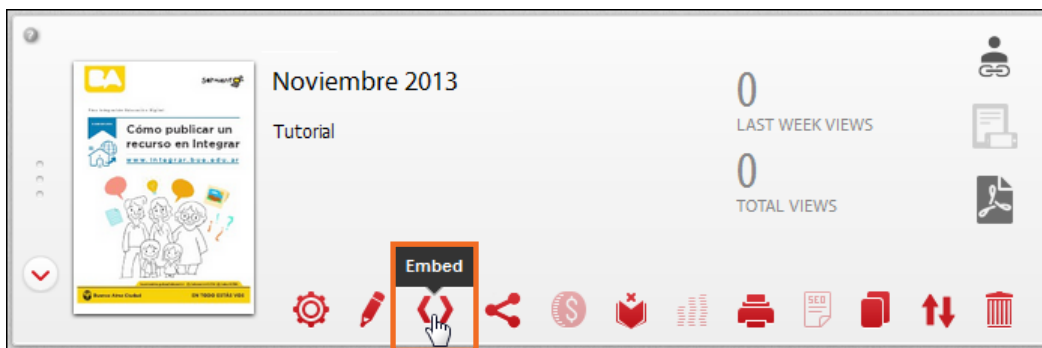 BA
sarmiento
Cómo publicar un
recurso en Integrar
www.integrar.bue.edu.ar
Buenos Aires Ciudad
EN TODO ESTÁS VOS
Noviembre 2013
Tutorial
0
LAST WEEK VIEWS
0
TOTAL VIEWS
Embed
SEO